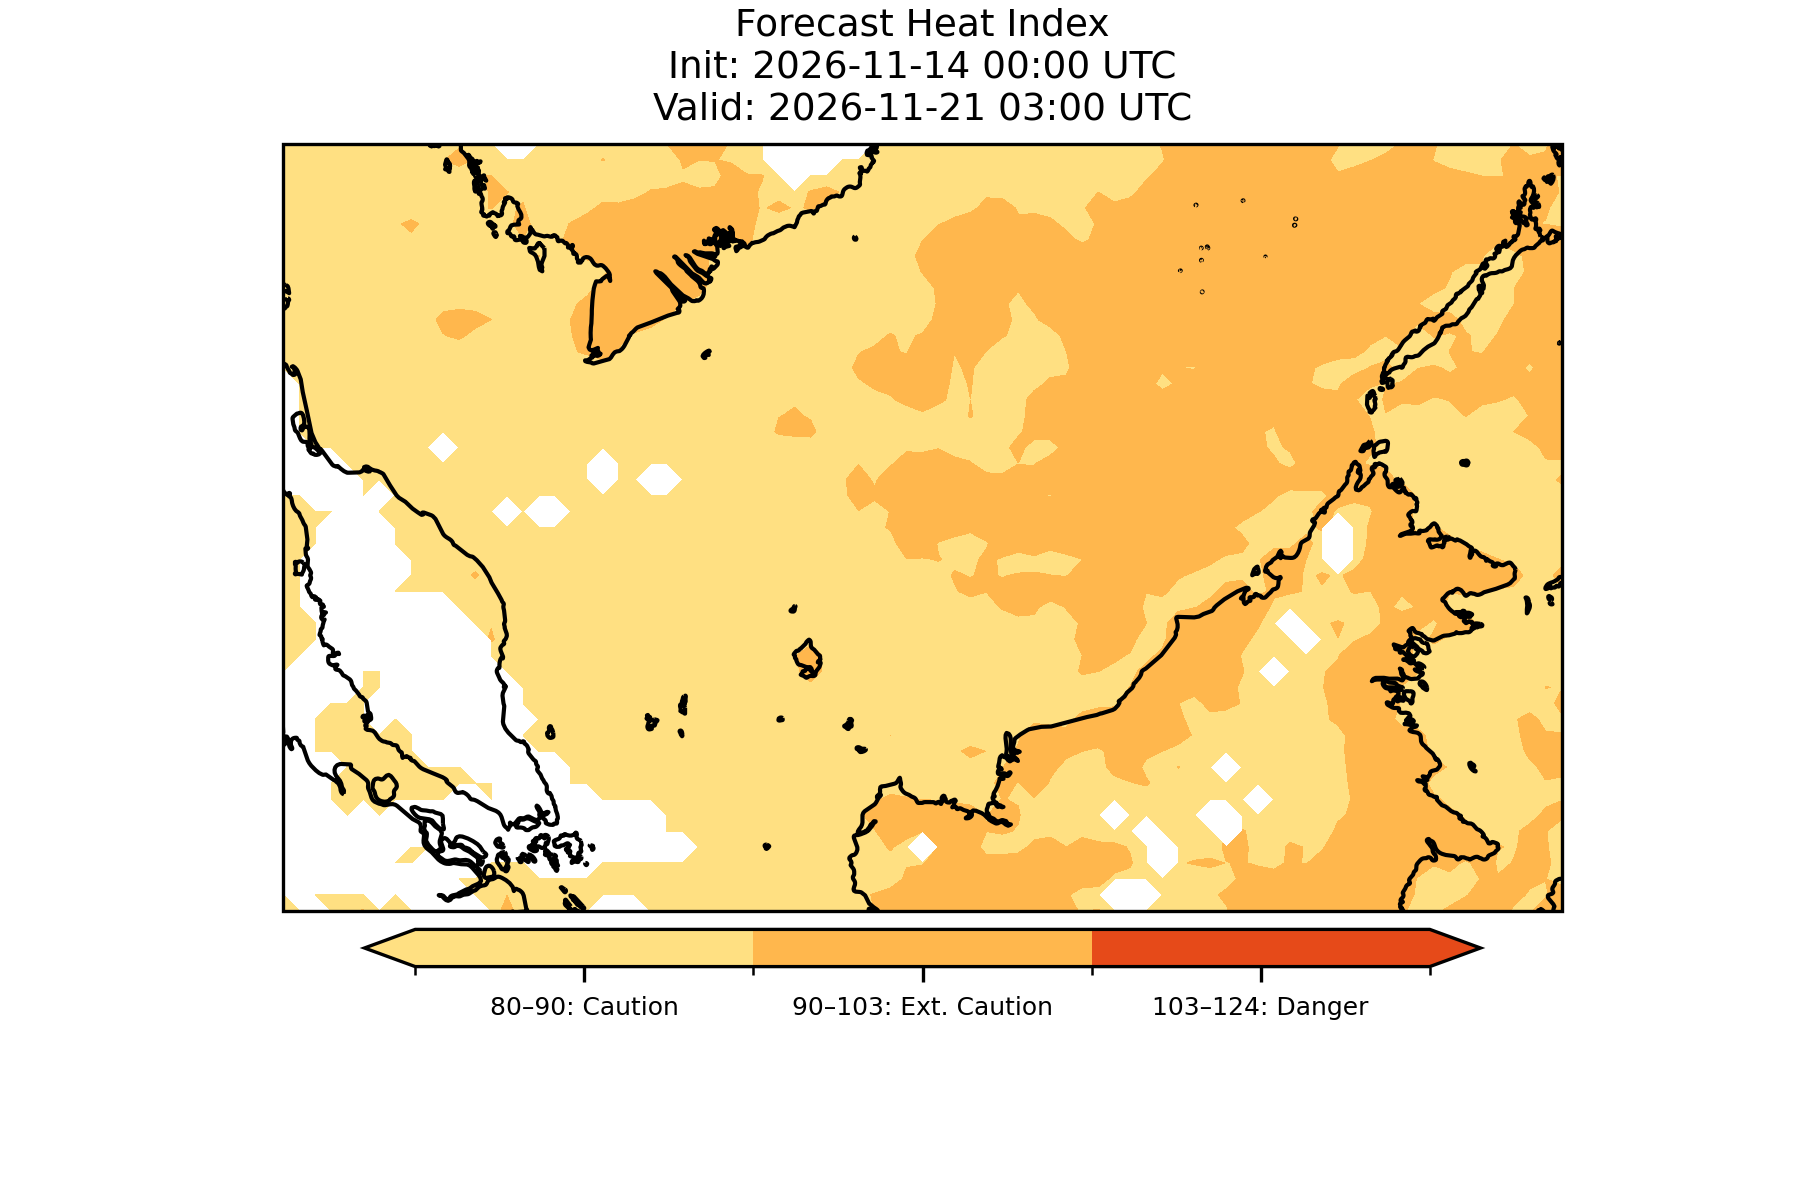 Forecast Heat Index
Init: 2026-11-14 00:00 UTC
Valid: 2026-11-21 03:00 UTC
80–90: Caution
90–103: Ext. Caution
103–124: Danger